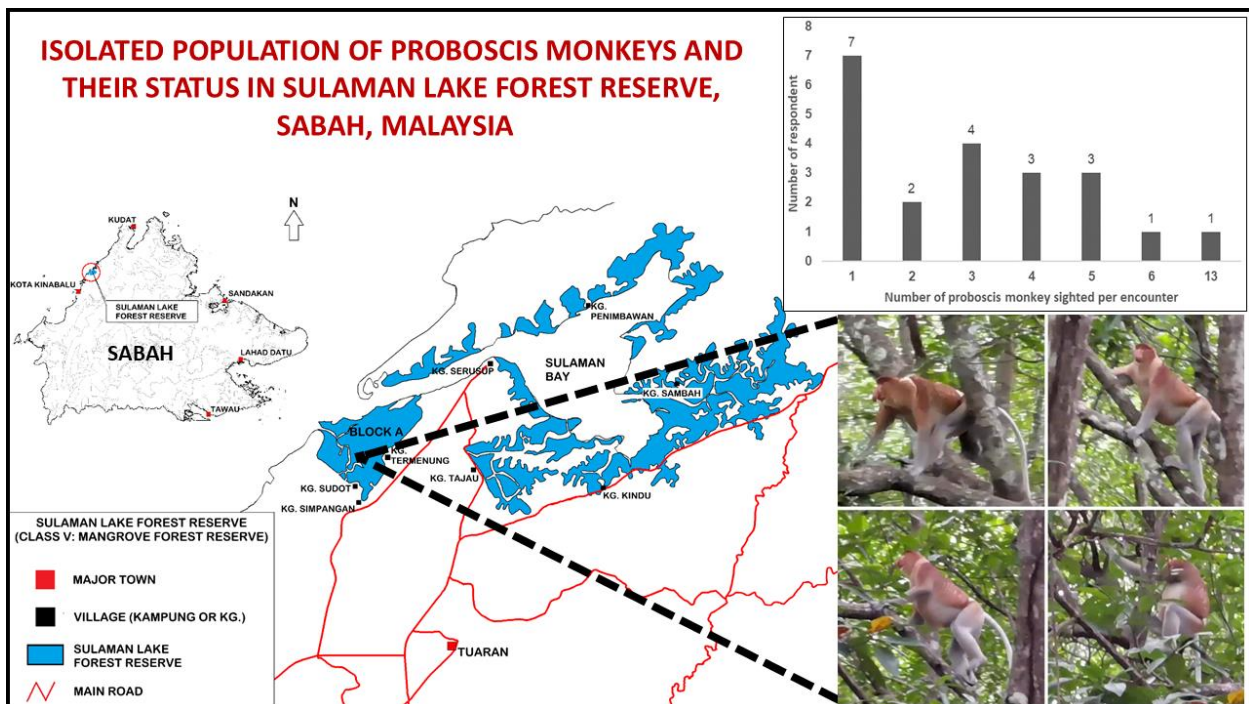 ISOLATED POPULATION OF PROBOSCIS MONKEYS AND
THEIR STATUS IN SULAMAN LAKE FOREST RESERVE,
SABAH, MALAYSIA
N
KUDAT
KOTA KINABALU
SULAMAN LAKE
FOREST RESERVE
SANDAKAN
SABAH
LAHAD DATU
TAWAU
KG.
PENIMBAWAN
SULAMAN
BAY
KG. SERUSUP
KG. SAMBAH
BLOCK A
KG.
TERMENUNG
KG. TAJAU
KG. SUDOT
KG. KINDU
KG. SIMPANGAN
TUARAN
SULAMAN LAKE FOREST RESERVE
(CLASS V: MANGROVE FOREST RESERVE)
MAJOR TOWN
VILLAGE (KAMPUNG OR KG.)
SULAMAN LAKE
FOREST RESERVE
MAIN ROAD
Number of respondent
8
7
6
5
4
3
2
1
0
7
2
4
3
3
1
1
1 2 3 4 5 6 13
Number of proboscis monkey sighted per encounter